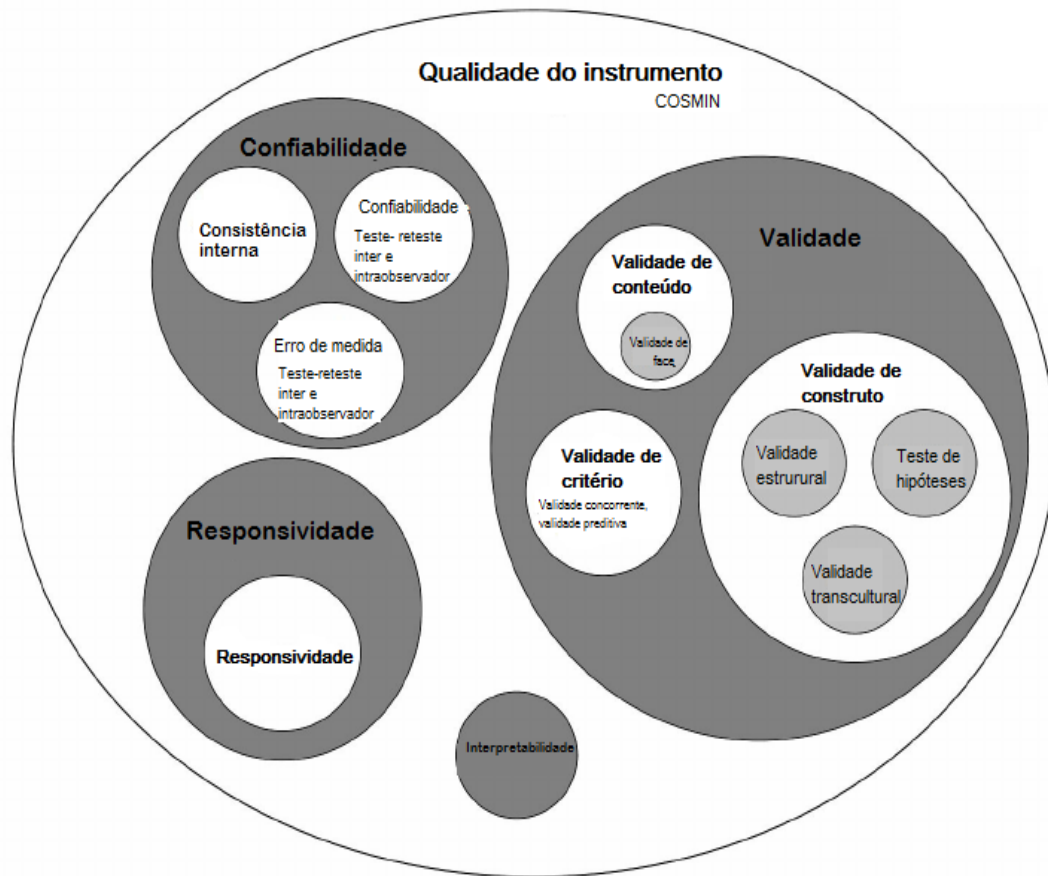 Qualidade do instrumento
COSMIN
Confiabilidade
Consistência
interna
Confiabilidade
Teste- reteste
inter e
intraobservador
Erro de medida
Teste-reteste
inter e
intraobservador
Validade
Validade de
conteúdo
Validade de
face
Validade de
critério
Validade concorrente,
validade preditiva
Validade de
construto
Validade
estrurural
Teste de
hipóteses
Validade
transcultural
Responsividade
Responsividade
Interpretabilidade